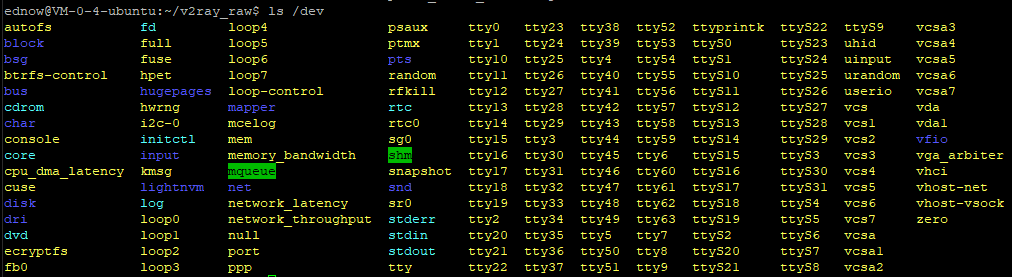 ednow@VM-0-4-ubuntu:~/v2ray_raw$ ls /dev
autofs fd loop4 psaux tty0 tty23 tty38 tty52 ttyprintk ttyS22 ttyS9 vcsa3
block full loop5 ptmx tty1 tty24 tty39 tty53 ttyS0 ttyS23 uhid vcsa4
bsg fuse loop6 pts tty10 tty25 tty4 tty54 ttyS1 ttyS24 uinput vcsa5
btrfs-control hpet loop7 random tty11 tty26 tty40 tty55 ttyS10 ttyS25 urandom vcsa6
bus hugepages loop-control rfkill tty12 tty27 tty41 tty56 ttyS11 ttyS26 userio vcsa7
cdrom hwrng mapper rtc tty13 tty28 tty42 tty57 ttyS12 ttyS27 vcs vda
char i2c-0 mcelog rtc0 tty14 tty29 tty43 tty58 ttyS13 ttyS28 vcs1 vda1
console initctl mem sg0 tty15 tty3 tty44 tty59 ttyS14 ttyS29 vcs2 vfio
core input memory_bandwidth shm tty16 tty30 tty45 tty6 ttyS15 ttyS3 vcs3 vga_arbiter
cpu_dma_latency kmsg mqueue snapshot tty17 tty31 tty46 tty60 ttyS16 ttyS30 vcs4 vhci
cuse lightnvm net snd tty18 tty32 tty47 tty61 ttyS17 ttyS31 vcs5 vhost-net
disk log network_latency sr0 tty19 tty33 tty48 tty62 ttyS18 ttyS4 vcs6 vhost-vsock
dri loop0 network_throughput stderr tty2 tty34 tty49 tty63 ttyS19 ttyS5 vcs7 zero
dvd loop1 null stdin tty20 tty35 tty5 tty7 ttyS2 ttyS6 vcsa
ecryptfs loop2 port stdout tty21 tty36 tty50 tty8 ttyS20 ttyS7 vcsa1
fb0 loop3 ppp tty tty22 tty37 tty51 tty9 ttyS21 ttyS8 vcsa2